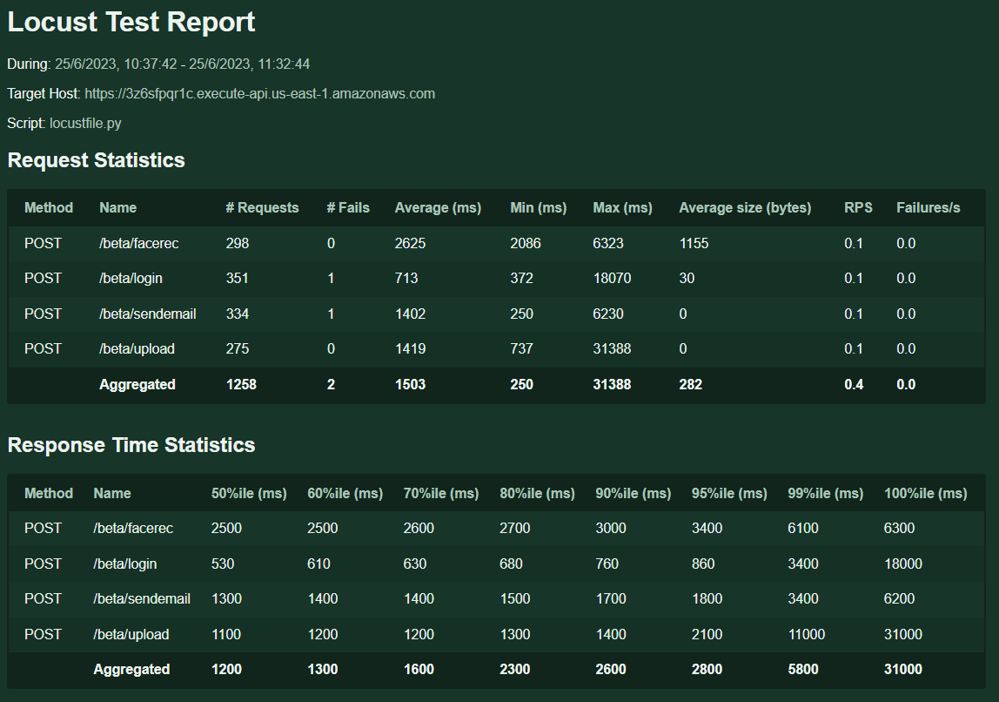 Locust Test Report
During: 25/6/2023, 10:37:42 - 25/6/2023, 11:32:44
Target Host: https://3z6sfpqr1c.execute-api.us-east-1.amazonaws.com
Script: locustfile.py
Request Statistics
Method Name # Requests # Fails Average (ms) Min (ms) Max (ms) Average size (bytes) RPS Failures/s
POST /beta/facerec 298 0 2625 2086 6323 1155 0.1 0.0
POST /beta/login 351 1 713 372 18070 30 0.1 0.0
POST /beta/sendemail 334 1 1402 250 6230 0 0.1 0.0
POST /beta/upload 275 0 1419 737 31388 0 0.1 0.0
Aggregated 1258 2 1503 250 31388 282 0.4 0.0
Response Time Statistics
Method Name 50%ile (ms) 60%ile (ms) 70%ile (ms) 80%ile (ms) 90%ile (ms) 95%ile (ms) 99%ile (ms) 100%ile (ms)
POST /beta/facerec 2500 2500 2600 2700 3000 3400 6100 6300
POST /beta/login 530 610 630 680 760 860 3400 18000
POST /beta/sendemail 1300 1400 1400 1500 1700 1800 3400 6200
POST /beta/upload 1100 1200 1200 1300 1400 2100 11000 31000
Aggregated 1200 1300 1600 2300 2600 2800 5800 31000